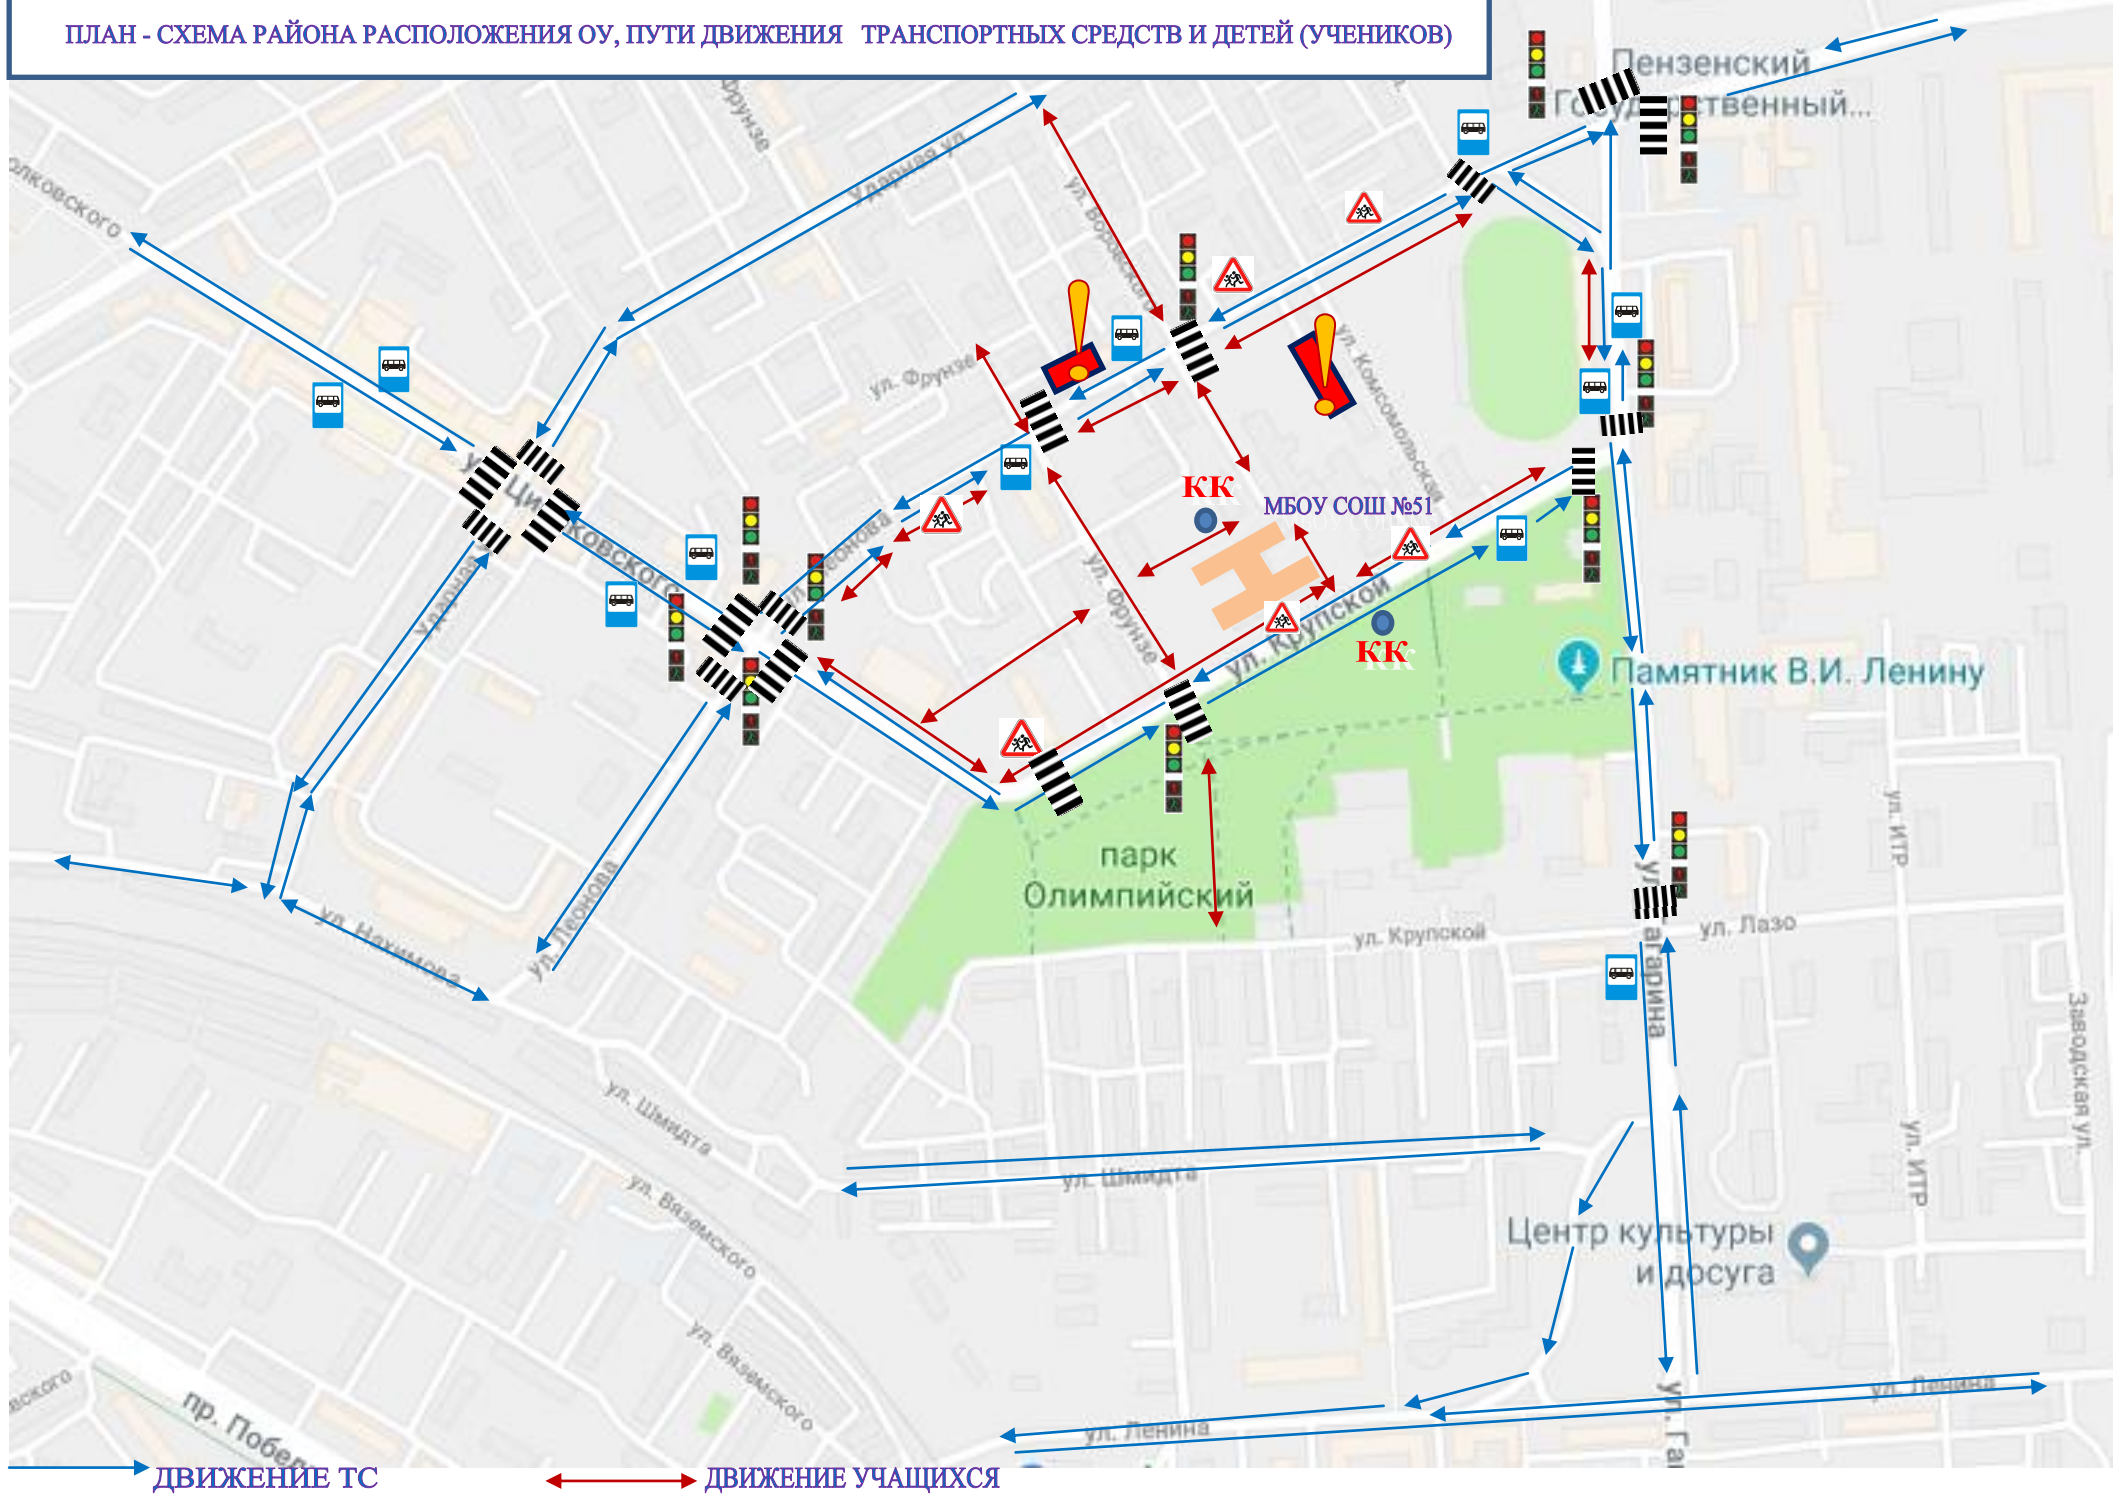 ПЛАН - СХЕМА РАЙОНА РАСПОЛОЖЕНИЯ ОУ, ПУТИ ДВИЖЕНИЯ ТРАНСПОРТНЫХ СРЕДСТВ И ДЕТЕЙ (УЧЕНИКОВ)
Пензенский
Государственный...
Фрунзе
Ударная ул.
ул. Воровского
ул. Фрунзе
ул. Комсомольская
КК
МБОУ СОШ №51
ул. Фрунзе
ул. Крупской
КК
Памятник В.И. Ленину
парк
Олимпийский
ул. Крупской
ул. Лазо
ул. ИТР
ул. Нахимова
ул. Леонова
Заводская ул.
ул. Шмидта
ул. Шмидта
ул. ИТР
ул. Вяземского
Центр культуры
и досуга
ул. Вяземского
ул. Ленина
ул. Ленина
пр. Победы
ул. Га
ДВИЖЕНИЕ ТС
ДВИЖЕНИЕ УЧАЩИХСЯ